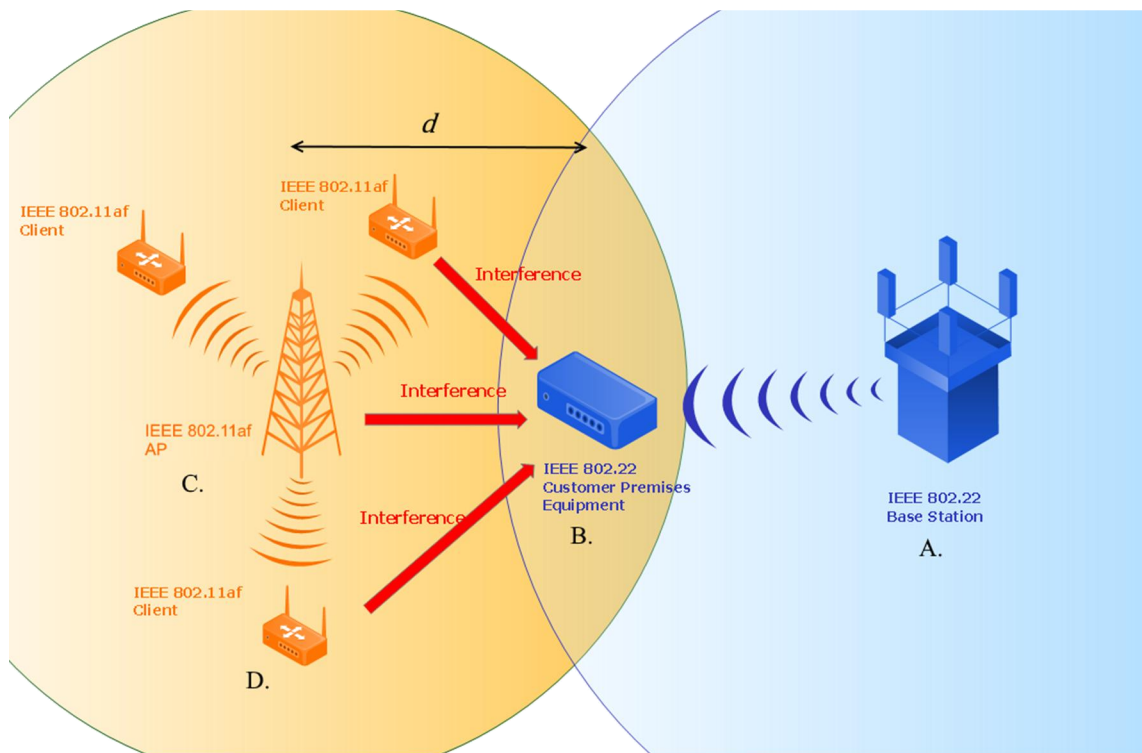 d
IEEE 802.11af
Client
IEEE 802.11af
Client
Interference
Interference
IEEE 802.11af
AP
C.
IEEE 802.22
Customer Premises
Equipment
B.
IEEE 802.22
Base Station
A.
Interference
IEEE 802.11af
Client
D.